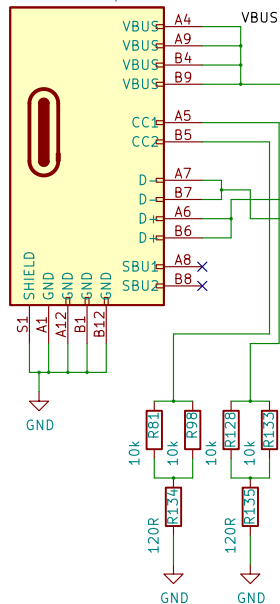 VBUS
VBUS A4
VBUS A9
VBUS B4
VBUS B9
CC1 A5
CC2 B5
D- A7
D- B7
D+ A6
D+ B6
SBU1 A8
SBU2 B8
SHIELD GND GND GND GND
S1 A1 A12 B1 B12
GND
10k R81 10k R98 10k R128 10k R133
120R R134 120R R135
GND GND